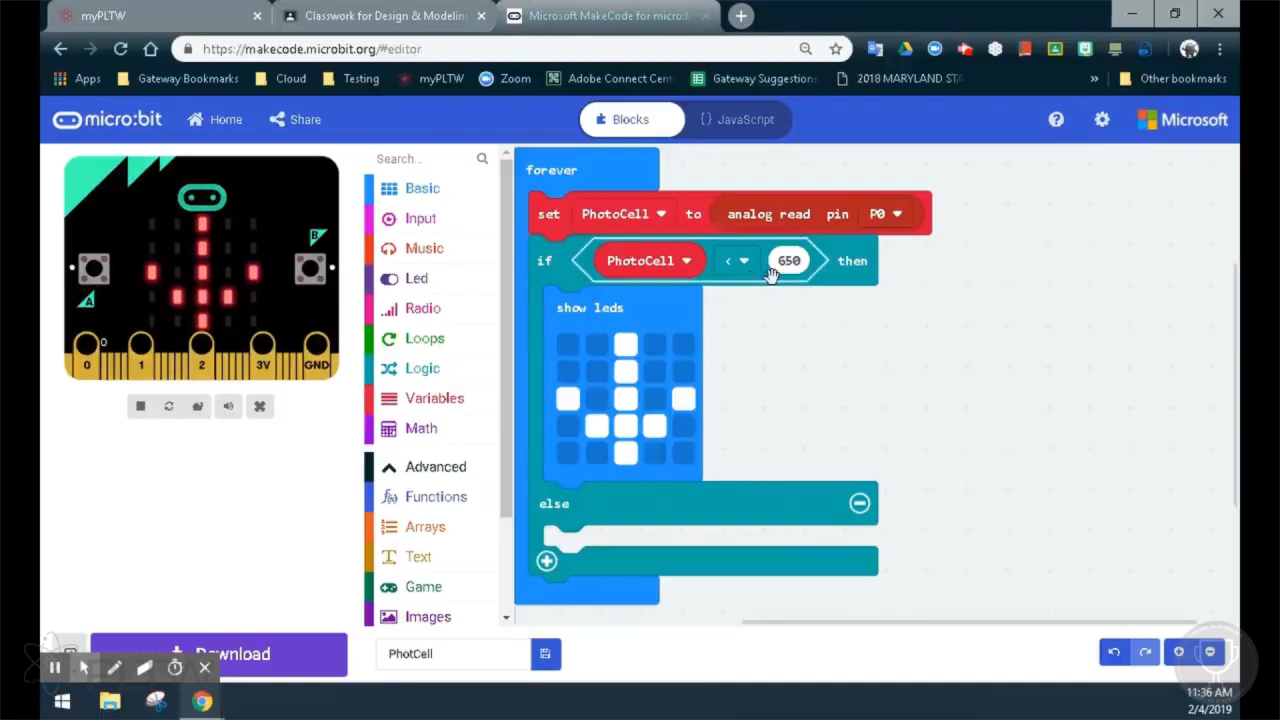 myPLTW
Classwork for Design & Modeling
Microsoft MakeCode for micro:bit
https://makecode.microbit.org/#editor
Apps
Gateway Bookmarks
Cloud
Testing
myPLTW
Zoom
Adobe Connect Cent
Gateway Suggestions
2018 MARYLAND STA
»
Other bookmarks
micro:bit
Home
Share
Blocks
{} JavaScript
?
Microsoft
Search...
Basic
Input
Music
Led
Radio
Loops
Logic
Variables
Math
Advanced
Functions
Arrays
Text
Game
Images
A
B
0
0 1 2 3V GND
Download
forever
set PhotoCell to analog read pin P0
if PhotoCell < 650 then
show leds
else
PhotCell
11:36 AM
2/4/2019